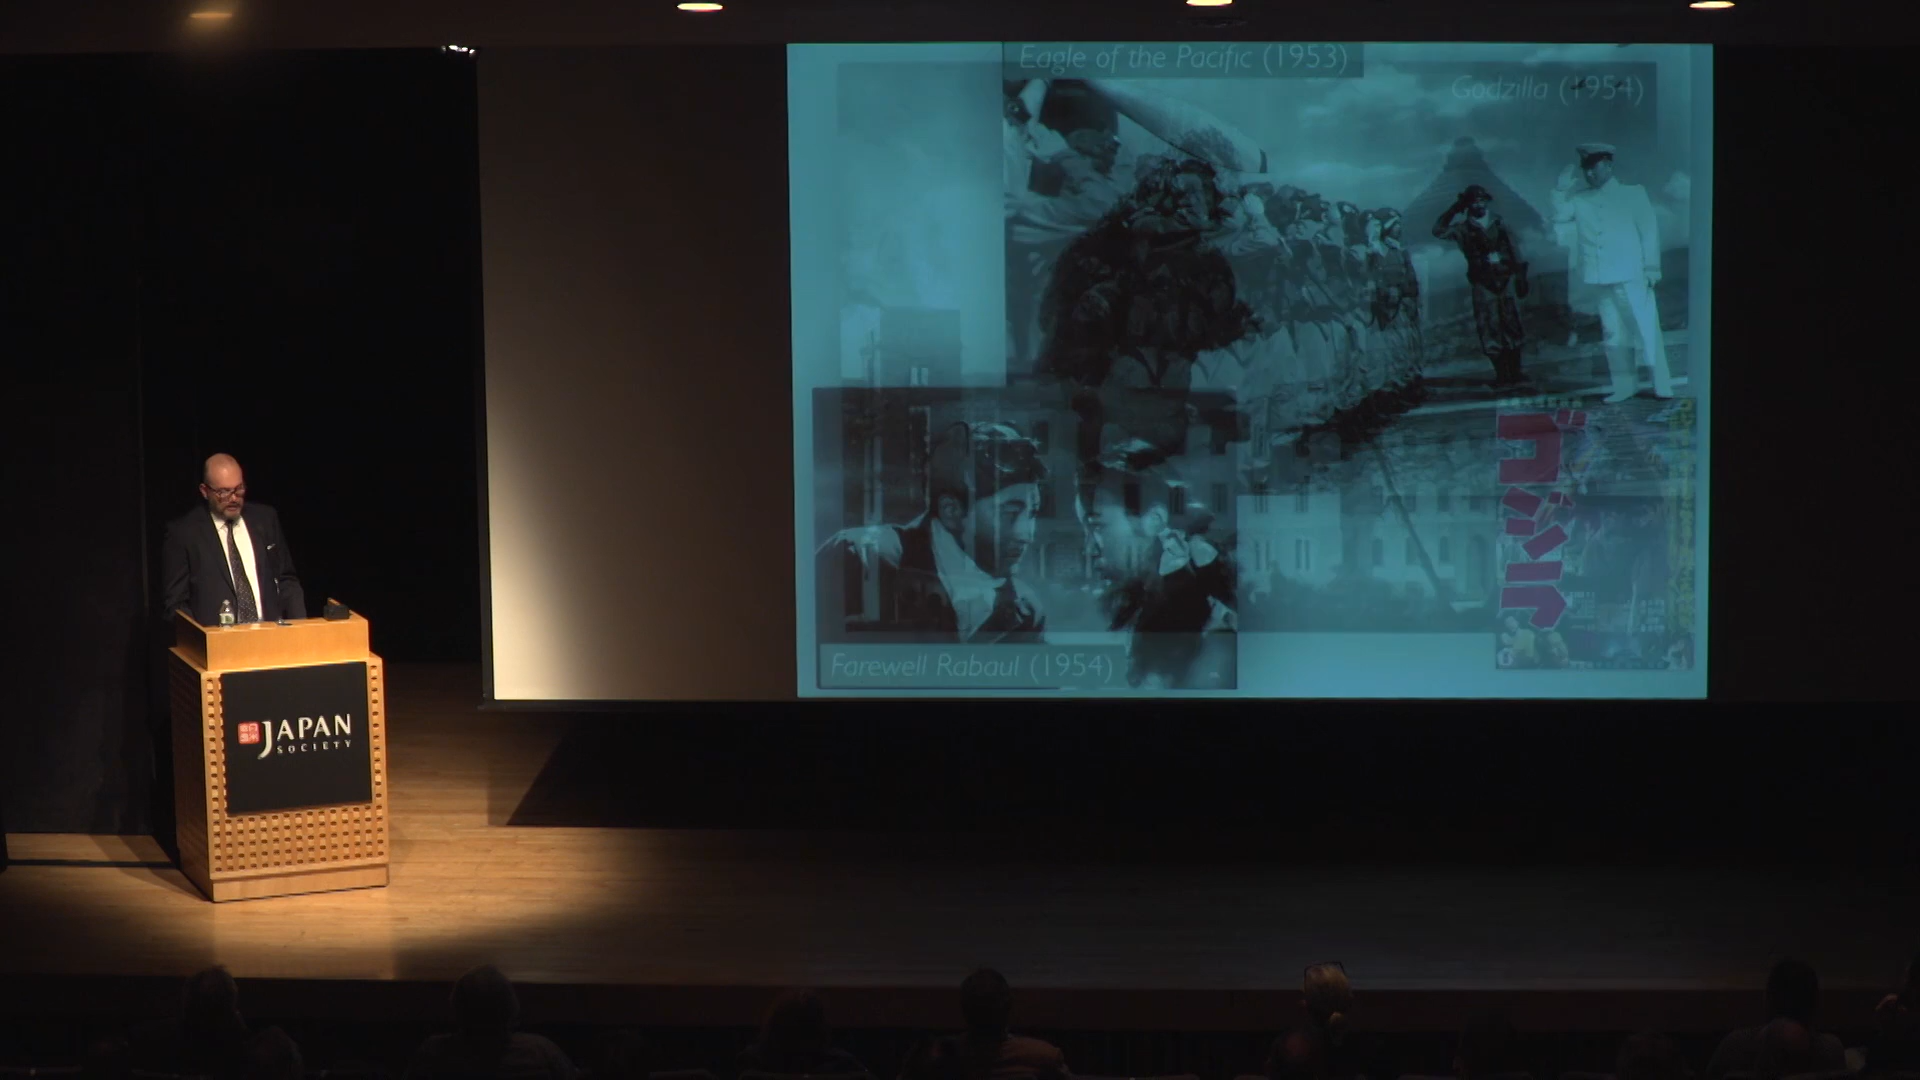 Eagle of the Pacific (1953)
Godzilla (1954)
ゴジラ
Farewell Rabaul (1954)
JAPAN
SOCIETY